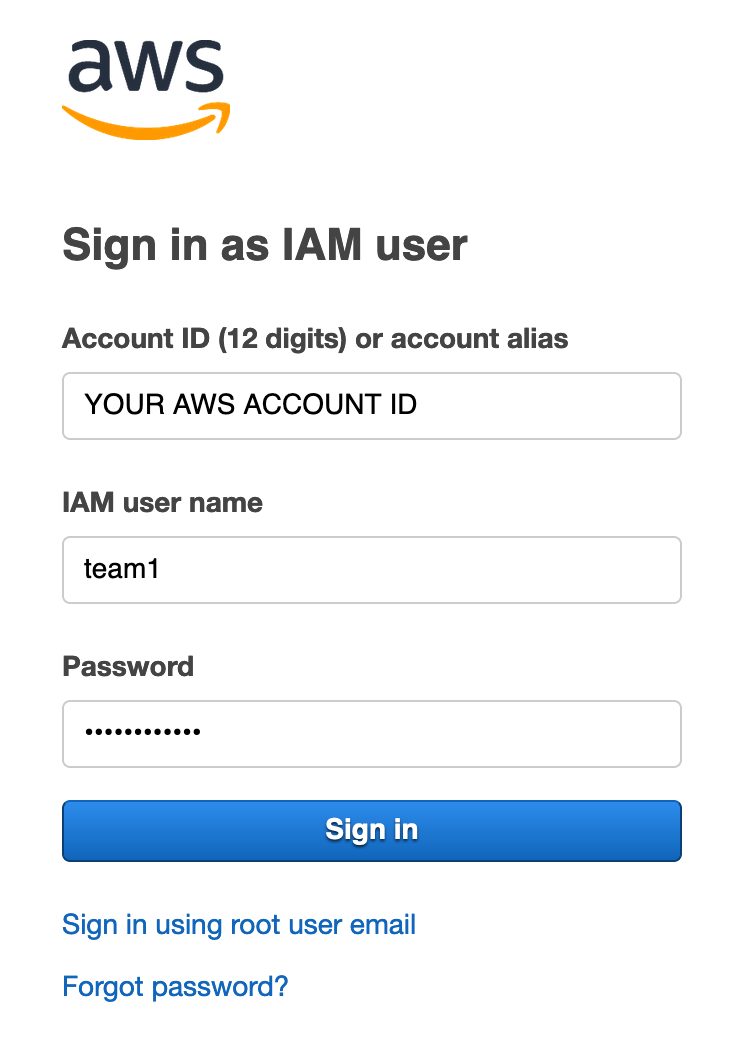 aws
Sign in as IAM user
Account ID (12 digits) or account alias
YOUR AWS ACCOUNT ID
IAM user name
team1
Password
••••••••••••
Sign in
Sign in using root user email
Forgot password?